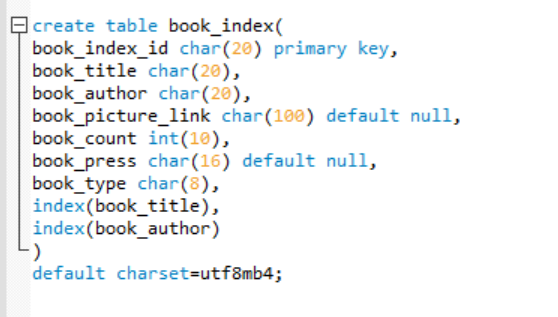 create table book_index(
book_index_id char(20) primary key,
book_title char(20),
book_author char(20),
book_picture_link char(100) default null,
book_count int(10),
book_press char(16) default null,
book_type char(8),
index(book_title),
index(book_author)
)
default charset=utf8mb4;